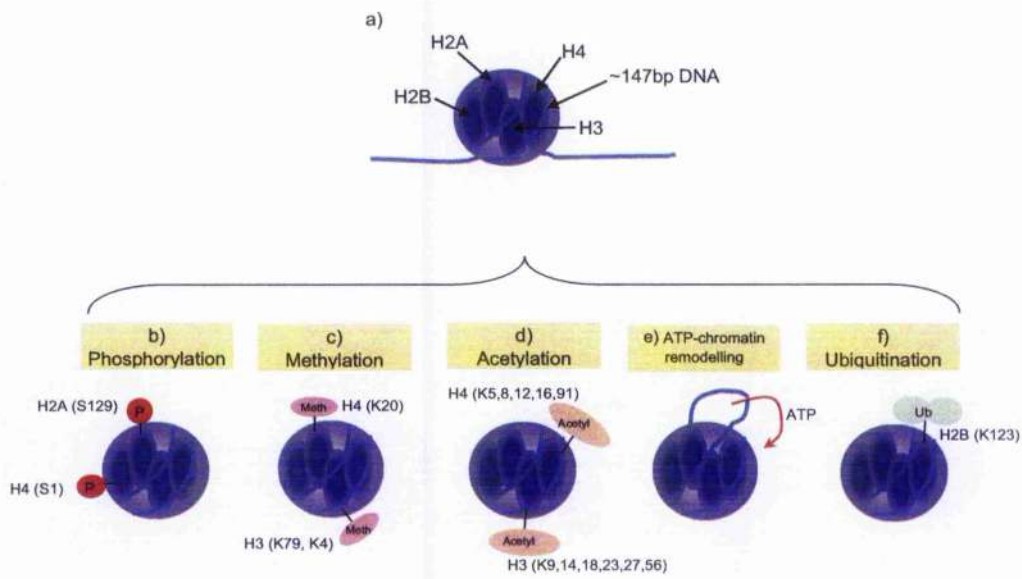 a)
H2A
H4
~147bp DNA
H2B
H3
b)
Phosphorylation
c)
Methylation
d)
Acetylation
e) ATP-chromatin
remodelling
f)
Ubiquitination
H2A (S129)
P
H4 (S1)
P
Meth
H4 (K20)
Meth
H3 (K79, K4)
H4 (K5,8,12,16,91)
Acetyl
Acetyl
H3 (K9,14,18,23,27,56)
ATP
Ub
H2B (K123)